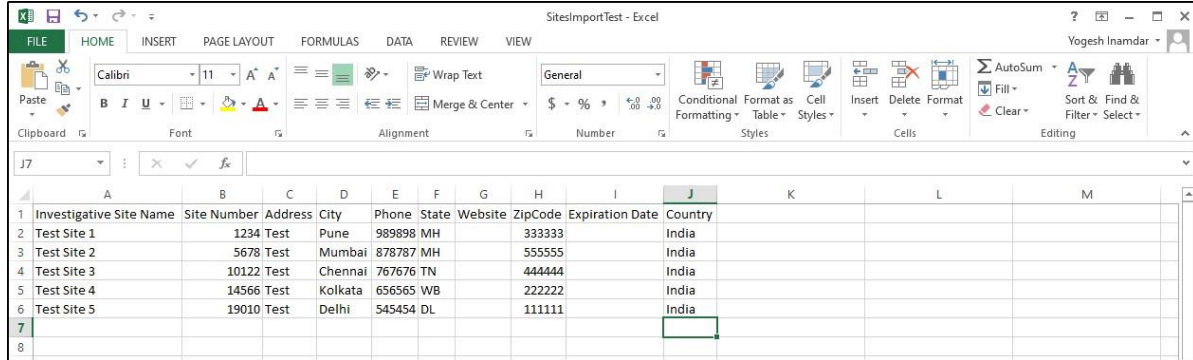 SitesImportTest - Excel
FILE HOME INSERT PAGE LAYOUT FORMULAS DATA REVIEW VIEW Yogesh Inamdar
Calibri 11 A A Wrap Text General AutoSum
Paste B I U A Merge & Center $ % , .00 .0 Conditional Formatting Format as Table Cell Styles Insert Delete Format Fill Clear Sort & Filter Find & Select
Clipboard Font Alignment Number Styles Cells Editing
J7 fx
A B C D E F G H I J K L M
1 Investigative Site Name Site Number Address City Phone State Website ZipCode Expiration Date Country
2 Test Site 1 1234 Test Pune 989898 MH 333333 India
3 Test Site 2 5678 Test Mumbai 878787 MH 555555 India
4 Test Site 3 10122 Test Chennai 767676 TN 444444 India
5 Test Site 4 14566 Test Kolkata 656565 WB 222222 India
6 Test Site 5 19010 Test Delhi 545454 DL 111111 India
7
8